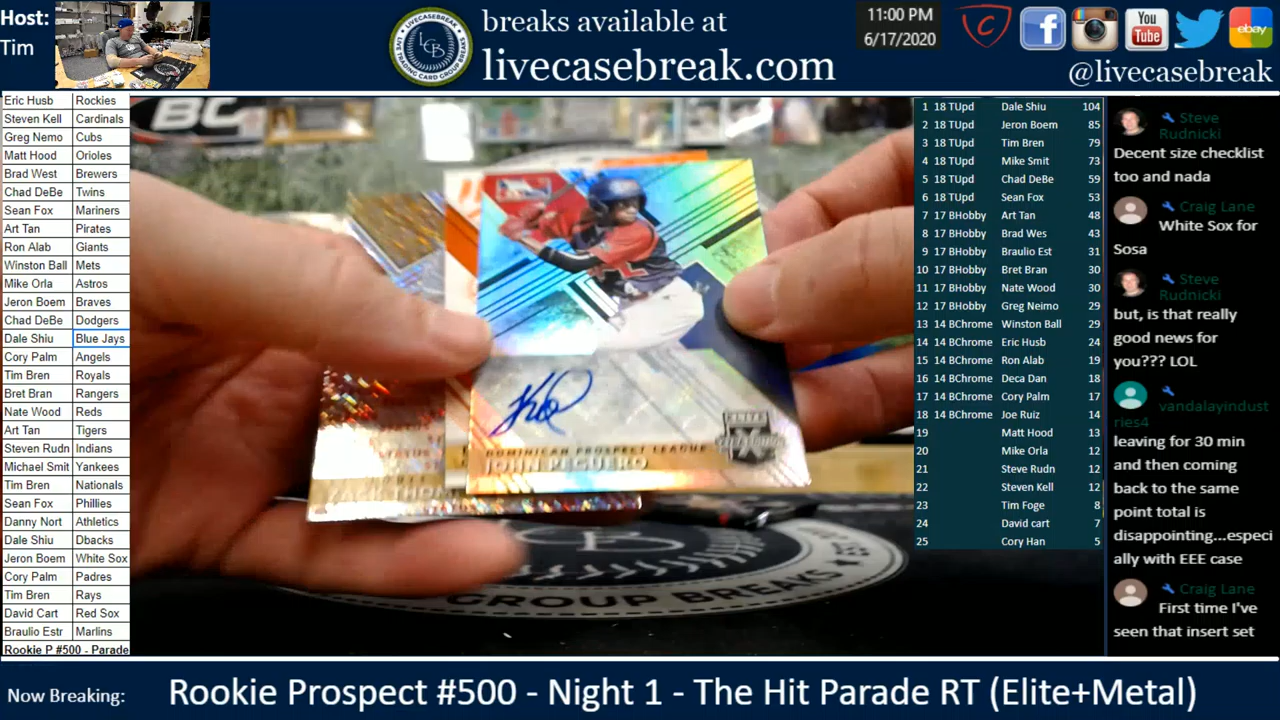 Host:
Tim
breaks available at
livecasebreak.com
11:00 PM
6/17/2020
You
Tube
ebay
@livecasebreak
LIVE TRADING CARD GROUP BREAKS
LCB
Eric Husb Rockies
Steven Kell Cardinals
Greg Nemo Cubs
Matt Hood Orioles
Brad West Brewers
Chad DeBe Twins
Sean Fox Mariners
Art Tan Pirates
Ron Alab Giants
Winston Ball Mets
Mike Orla Astros
Jeron Boem Braves
Chad DeBe Dodgers
Dale Shiu Blue Jays
Cory Palm Angels
Tim Bren Royals
Bret Bran Rangers
Nate Wood Reds
Art Tan Tigers
Steven Rudn Indians
Michael Smit Yankees
Tim Bren Nationals
Sean Fox Phillies
Danny Nort Athletics
Dale Shiu Dbacks
Jeron Boem White Sox
Cory Palm Padres
Tim Bren Rays
David Cart Red Sox
Braulio Estr Marlins
Rookie P #500 - Parade
BC
ELITE
EXTRA
EDITION
DOMINICAN PROSPECT LEAGUE
JOHN PEGUERO
GROUP BREAKS
1 18 TUpd Dale Shiu 104
2 18 TUpd Jeron Boem 85
3 18 TUpd Tim Bren 79
4 18 TUpd Mike Smit 73
5 18 TUpd Chad DeBe 59
6 18 TUpd Sean Fox 53
7 17 BHobby Art Tan 48
8 17 BHobby Brad Wes 43
9 17 BHobby Braulio Est 31
10 17 BHobby Bret Bran 30
11 17 BHobby Nate Wood 30
12 17 BHobby Greg Neimo 29
13 14 BChrome Winston Ball 29
14 14 BChrome Eric Husb 24
15 14 BChrome Ron Alab 19
16 14 BChrome Deca Dan 18
17 14 BChrome Cory Palm 17
18 14 BChrome Joe Ruiz 14
19 Matt Hood 13
20 Mike Orla 12
21 Steve Rudn 12
22 Steven Kell 12
23 Tim Foge 8
24 David cart 7
25 Cory Han 5
Steve
Rudnicki
Decent size checklist
too and nada
Craig Lane
White Sox for
Sosa
Steve
Rudnicki
but, is that really
good news for
you??? LOL
vandalayindust
ries4
leaving for 30 min
and then coming
back to the same
point total is
disappointing...especi
ally with EEE case
Craig Lane
First time I've
seen that insert set
Now Breaking:
Rookie Prospect #500 - Night 1 - The Hit Parade RT (Elite+Metal)